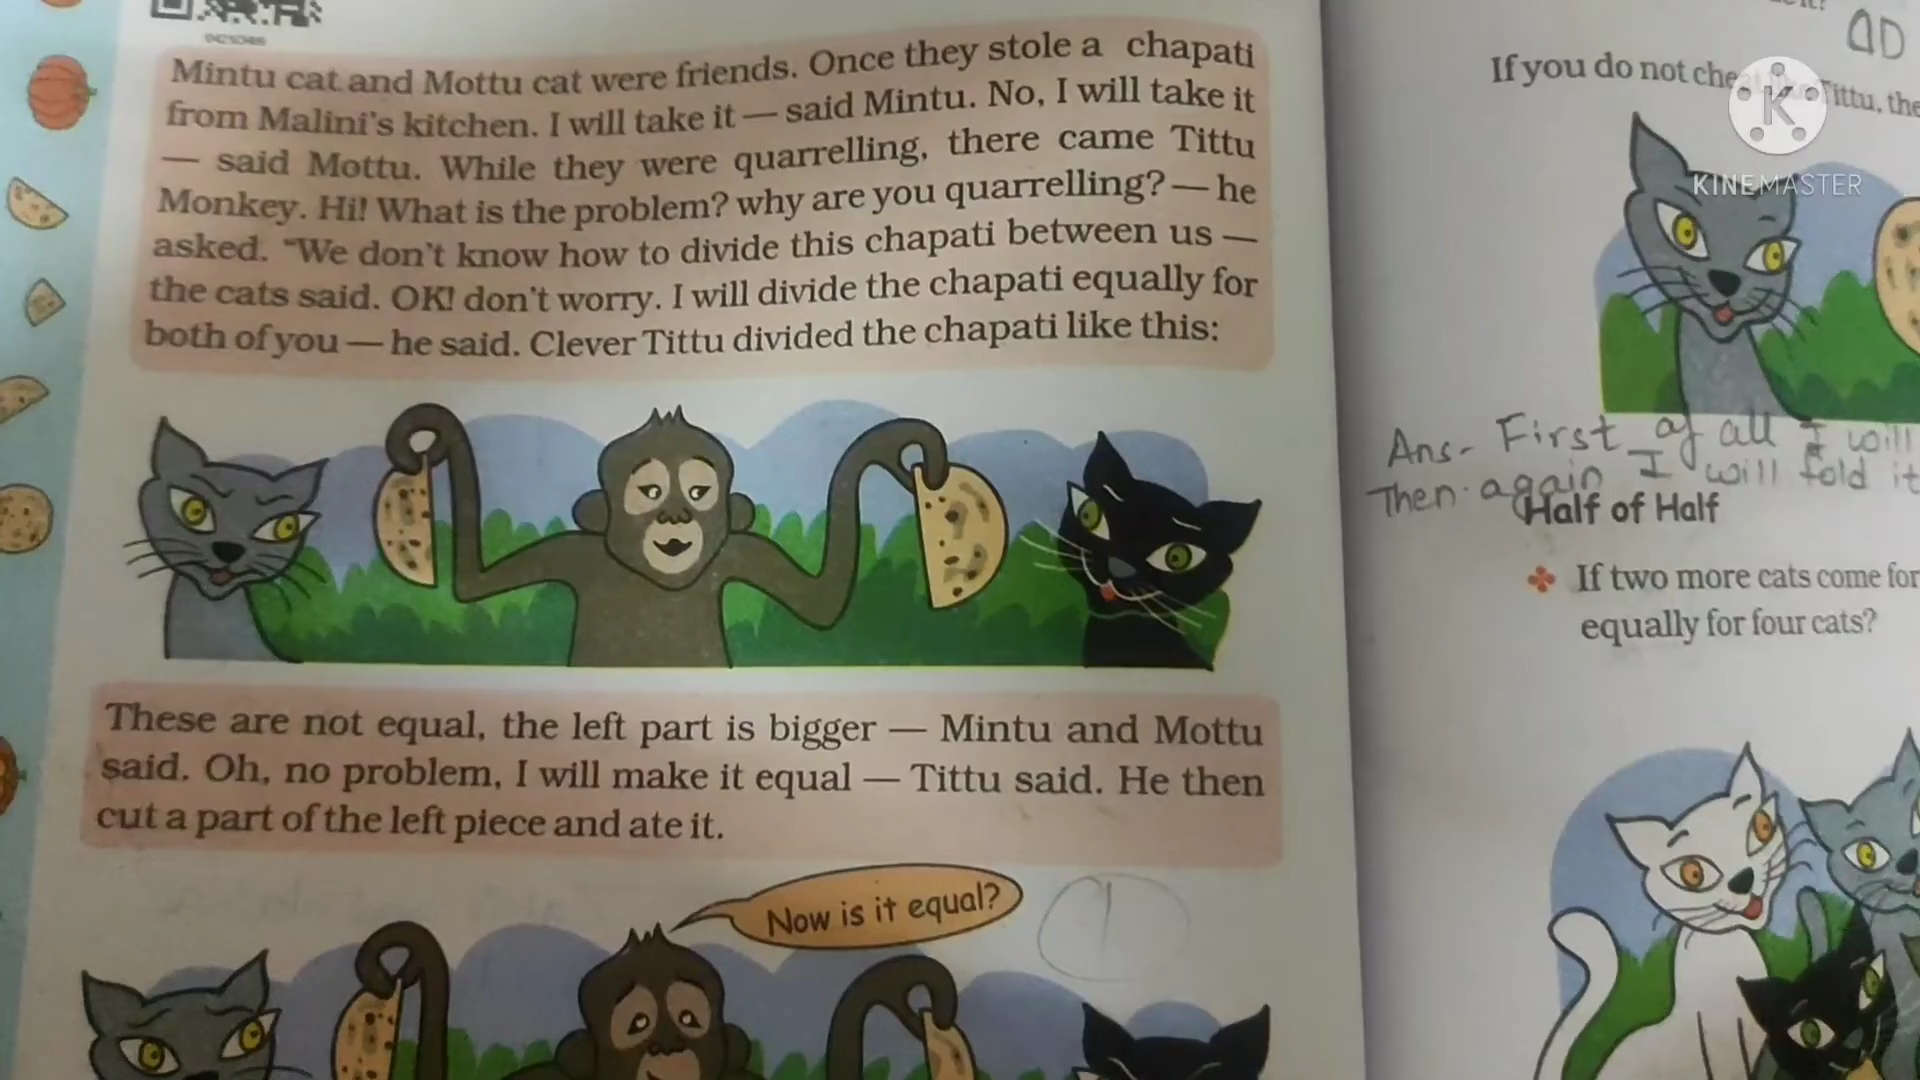 Mintu cat and Mottu cat were friends. Once they stole a chapati
from Malini's kitchen. I will take it — said Mintu. No, I will take it
— said Mottu. While they were quarrelling, there came Tittu
Monkey. Hi! What is the problem? why are you quarrelling? — he
asked. "We don't know how to divide this chapati between us —
the cats said. OK! don't worry. I will divide the chapati equally for
both of you — he said. Clever Tittu divided the chapati like this:
These are not equal, the left part is bigger — Mintu and Mottu
said. Oh, no problem, I will make it equal — Tittu said. He then
cut a part of the left piece and ate it.
Now is it equal?
If you do not Tittu, the
KINEMASTER
Ans- First of all I will
Then again I will fold it
Half of Half
If two more cats come for
equally for four cats?